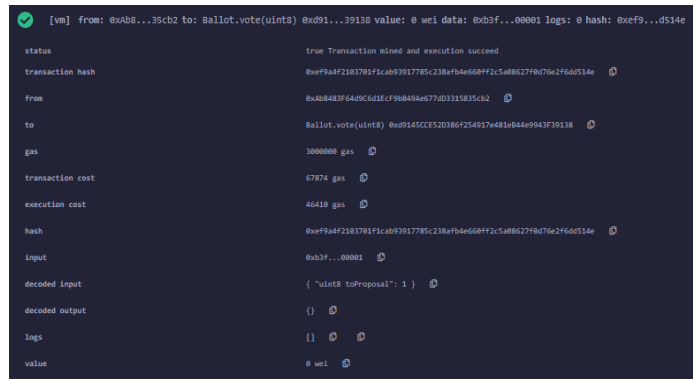 [vm] from: 0xAb8...35cb2 to: Ballot.vote(uint8) 0xd91...39138 value: 0 wei data: 0xb3f...00001 logs: 0 hash: 0xef9...d514e
status true Transaction mined and execution succeed
transaction hash 0xef9a4f2103701f1cab93917785c238afb4e660ff2c5a08627f0d76e2f6dd514e
from 0xAb8483F64d9C6d1EcF9b849Ae677dD3315835cb2
to Ballot.vote(uint8) 0xd9145CCE52D386f254917e481eB44e9943F39138
gas 3000000 gas
transaction cost 67874 gas
execution cost 46410 gas
hash 0xef9a4f2103701f1cab93917785c238afb4e660ff2c5a08627f0d76e2f6dd514e
input 0xb3f...00001
decoded input { "uint8 toProposal": 1 }
decoded output {}
logs []
value 0 wei